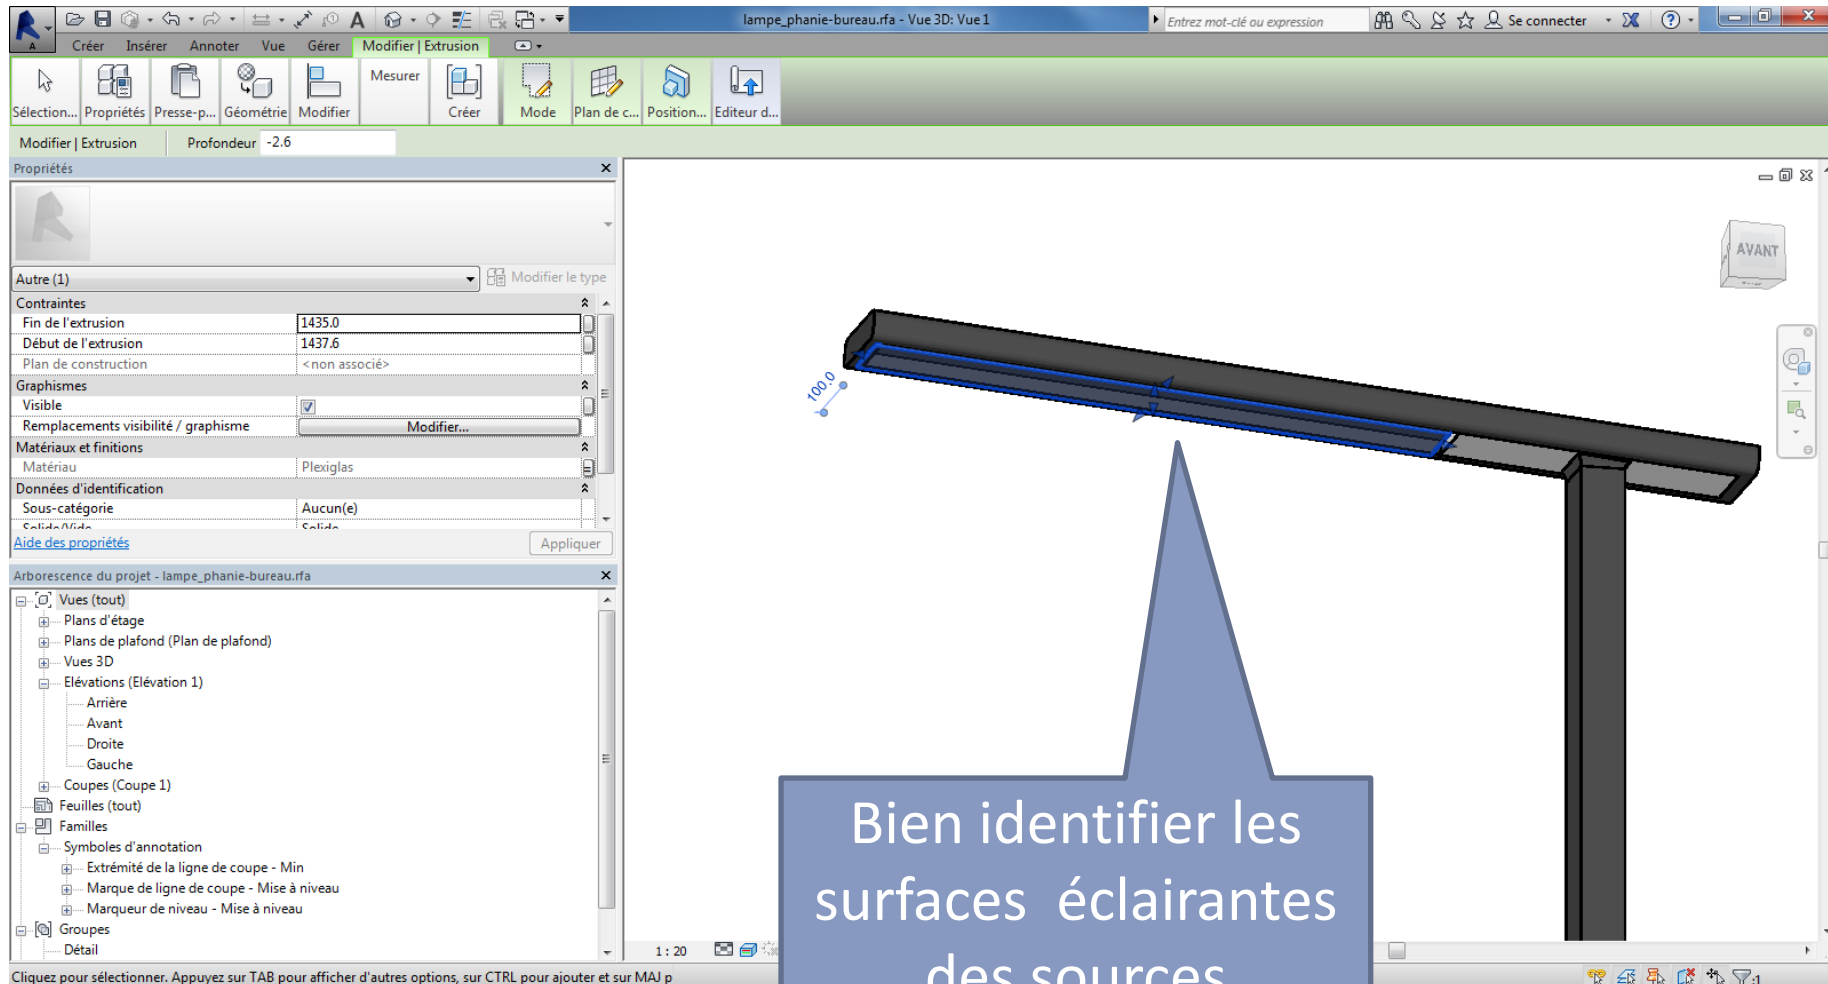 lampe_phanie-bureau.rfa - Vue 3D: Vue 1
Entrez mot-clé ou expression
Se connecter
Créer Insérer Annoter Vue Gérer Modifier | Extrusion
Mesurer
Sélection... Propriétés Presse-p... Géométrie Modifier Créer Mode Plan de c... Position... Editeur d...
Modifier | Extrusion Profondeur -2.6
Propriétés
Autre (1) Modifier le type
Contraintes
Fin de l'extrusion 1435.0
Début de l'extrusion 1437.6
Plan de construction <non associé>
Graphismes
Visible
Remplacements visibilité / graphisme Modifier...
Matériaux et finitions
Matériau Plexiglas
Données d'identification
Sous-catégorie Aucun(e)
Solide/Vide Solide
Aide des propriétés Appliquer
Arborescence du projet - lampe_phanie-bureau.rfa
Vues (tout)
Plans d'étage
Plans de plafond (Plan de plafond)
Vues 3D
Elévations (Elévation 1)
Arrière
Avant
Droite
Gauche
Coupes (Coupe 1)
Feuilles (tout)
Familles
Symboles d'annotation
Extrémité de la ligne de coupe - Min
Marque de ligne de coupe - Mise à niveau
Marqueur de niveau - Mise à niveau
Groupes
Détail
Cliquez pour sélectionner. Appuyez sur TAB pour afficher d'autres options, sur CTRL pour ajouter et sur MAJ p
AVANT
100.0
Bien identifier les
surfaces éclairantes
des sources
1 : 20
:1